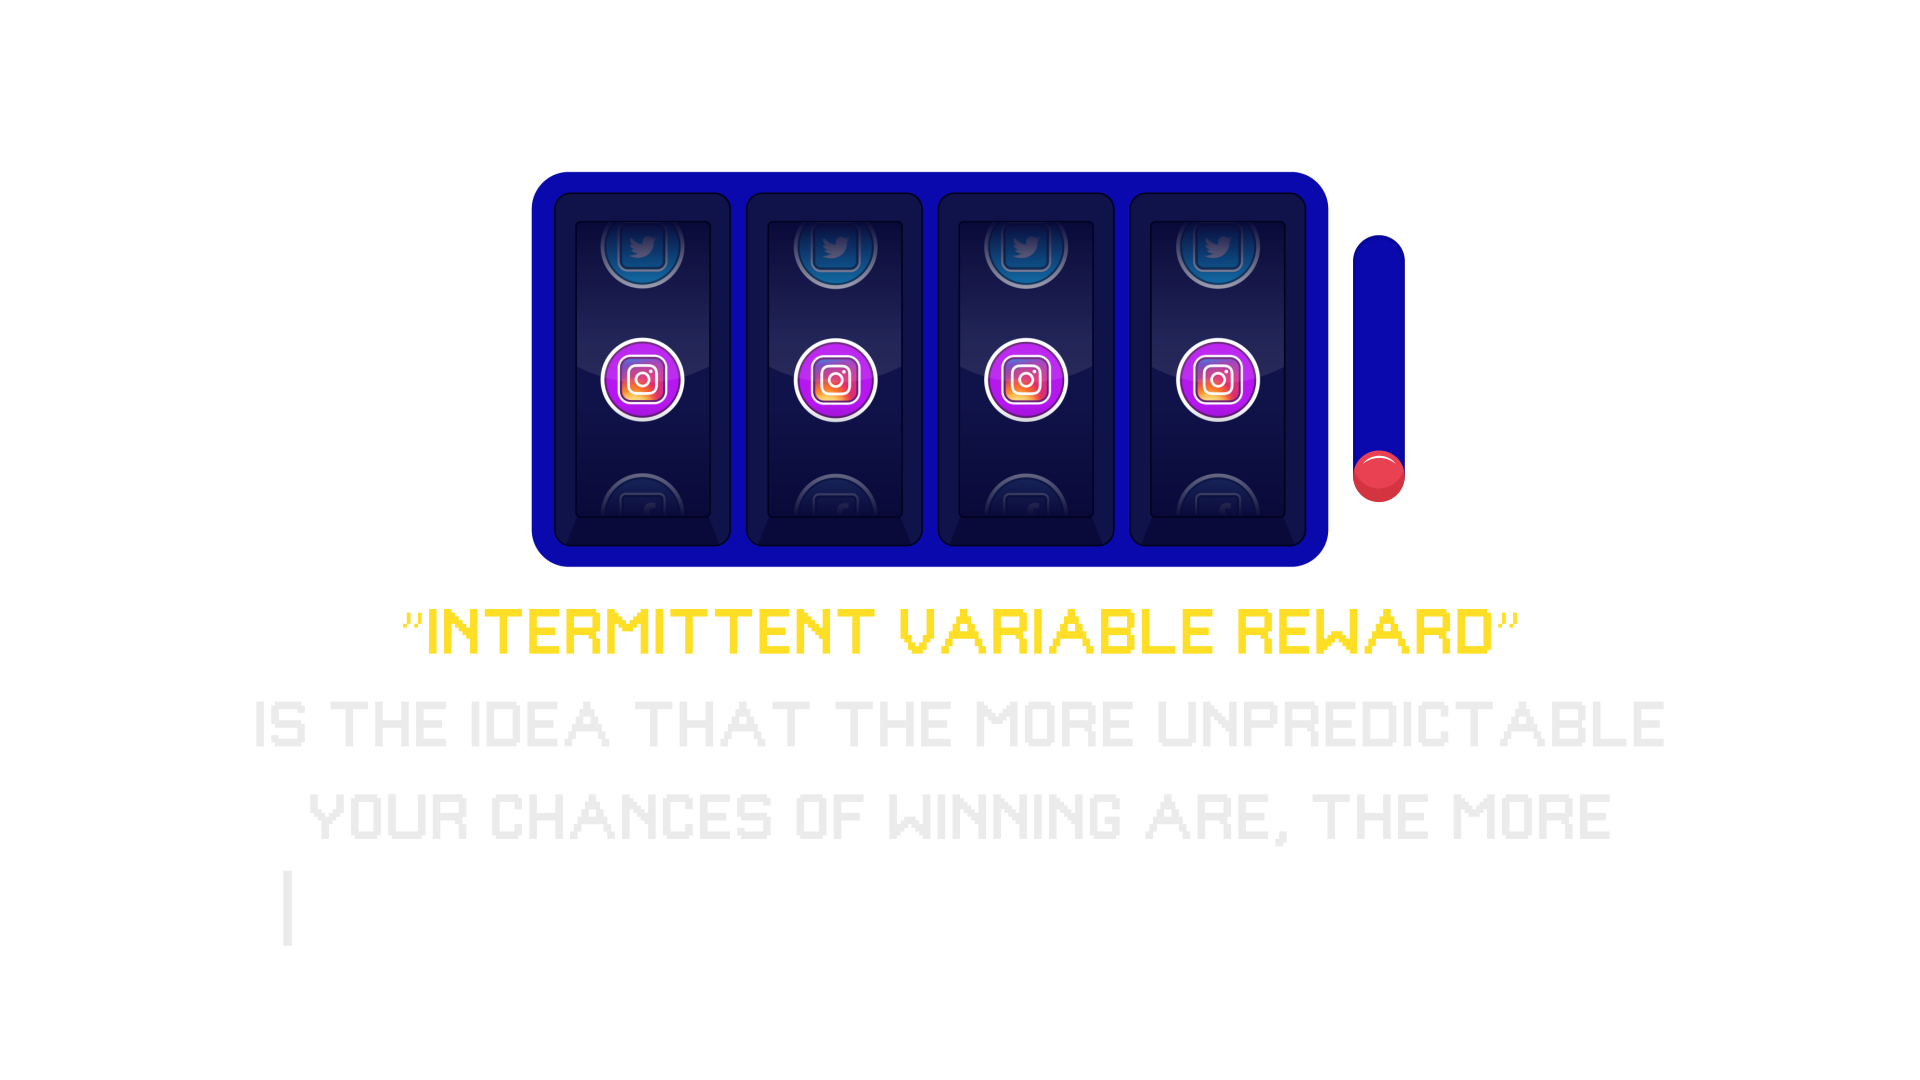 "INTERMITTENT VARIABLE REWARD"
IS THE IDEA THAT THE MORE UNPREDICTABLE
YOUR CHANCES OF WINNING ARE, THE MORE